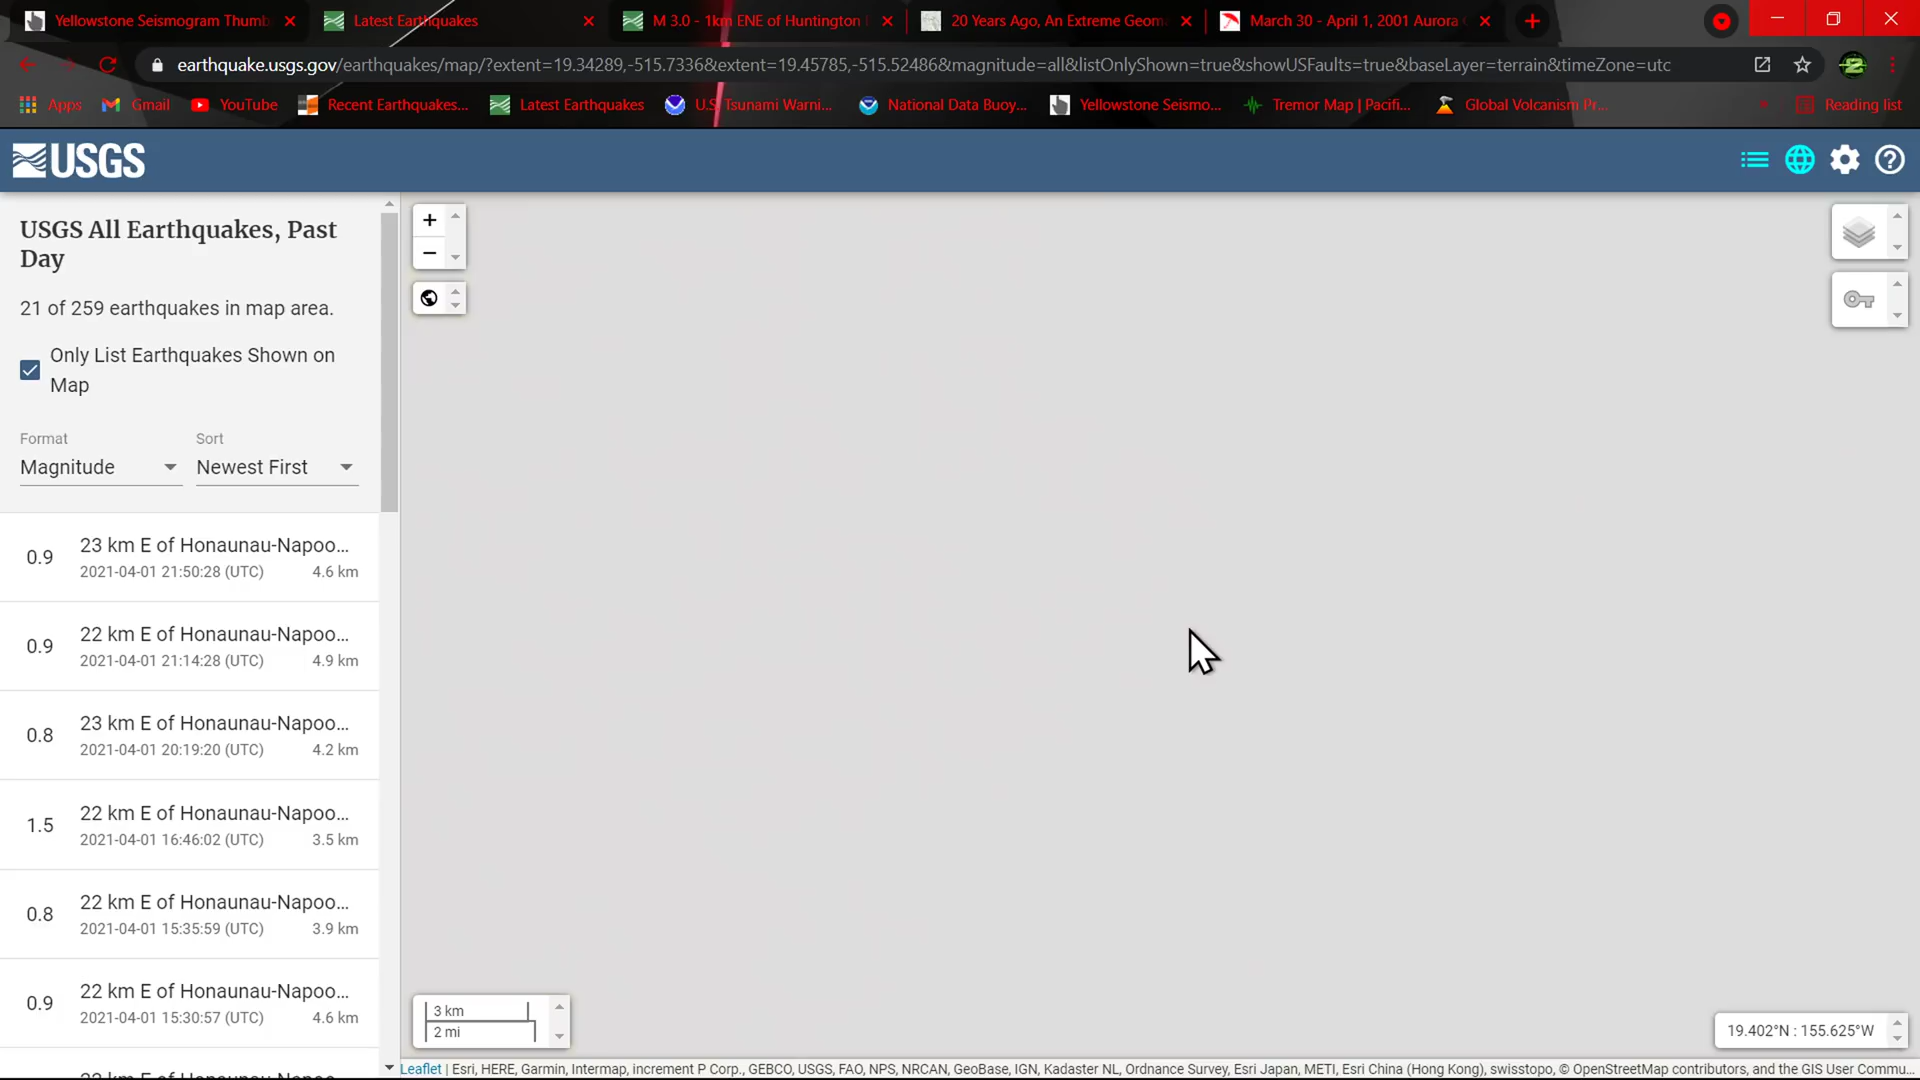 Yellowstone Seismogram Thumb
Latest Earthquakes
M 3.0 - 1km ENE of Huntington
20 Years Ago, An Extreme Geom
March 30 - April 1, 2001 Aurora
earthquake.usgs.gov/earthquakes/map/?extent=19.34289,-515.7336&extent=19.45785,-515.52486&magnitude=all&listOnlyShown=true&showUSFaults=true&baseLayer=terrain&timeZone=utc
Apps
Gmail
YouTube
Recent Earthquakes...
Latest Earthquakes
U.S. Tsunami Warni...
National Data Buoy...
Yellowstone Seismo...
Tremor Map | Pacifi...
Global Volcanism Pr...
Reading list
USGS
USGS All Earthquakes, Past
Day
21 of 259 earthquakes in map area.
Only List Earthquakes Shown on
Map
Format
Sort
Magnitude
Newest First
0.9
23 km E of Honaunau-Napoo...
2021-04-01 21:50:28 (UTC) 4.6 km
0.9
22 km E of Honaunau-Napoo...
2021-04-01 21:14:28 (UTC) 4.9 km
0.8
23 km E of Honaunau-Napoo...
2021-04-01 20:19:20 (UTC) 4.2 km
1.5
22 km E of Honaunau-Napoo...
2021-04-01 16:46:02 (UTC) 3.5 km
0.8
22 km E of Honaunau-Napoo...
2021-04-01 15:35:59 (UTC) 3.9 km
0.9
22 km E of Honaunau-Napoo...
2021-04-01 15:30:57 (UTC) 4.6 km
22 km E of Honaunau-Napoo...
3 km
2 mi
19.402°N : 155.625°W
Leaflet | Esri, HERE, Garmin, Intermap, increment P Corp., GEBCO, USGS, FAO, NPS, NRCAN, GeoBase, IGN, Kadaster NL, Ordnance Survey, Esri Japan, METI, Esri China (Hong Kong), swisstopo, © OpenStreetMap contributors, and the GIS User Commu...